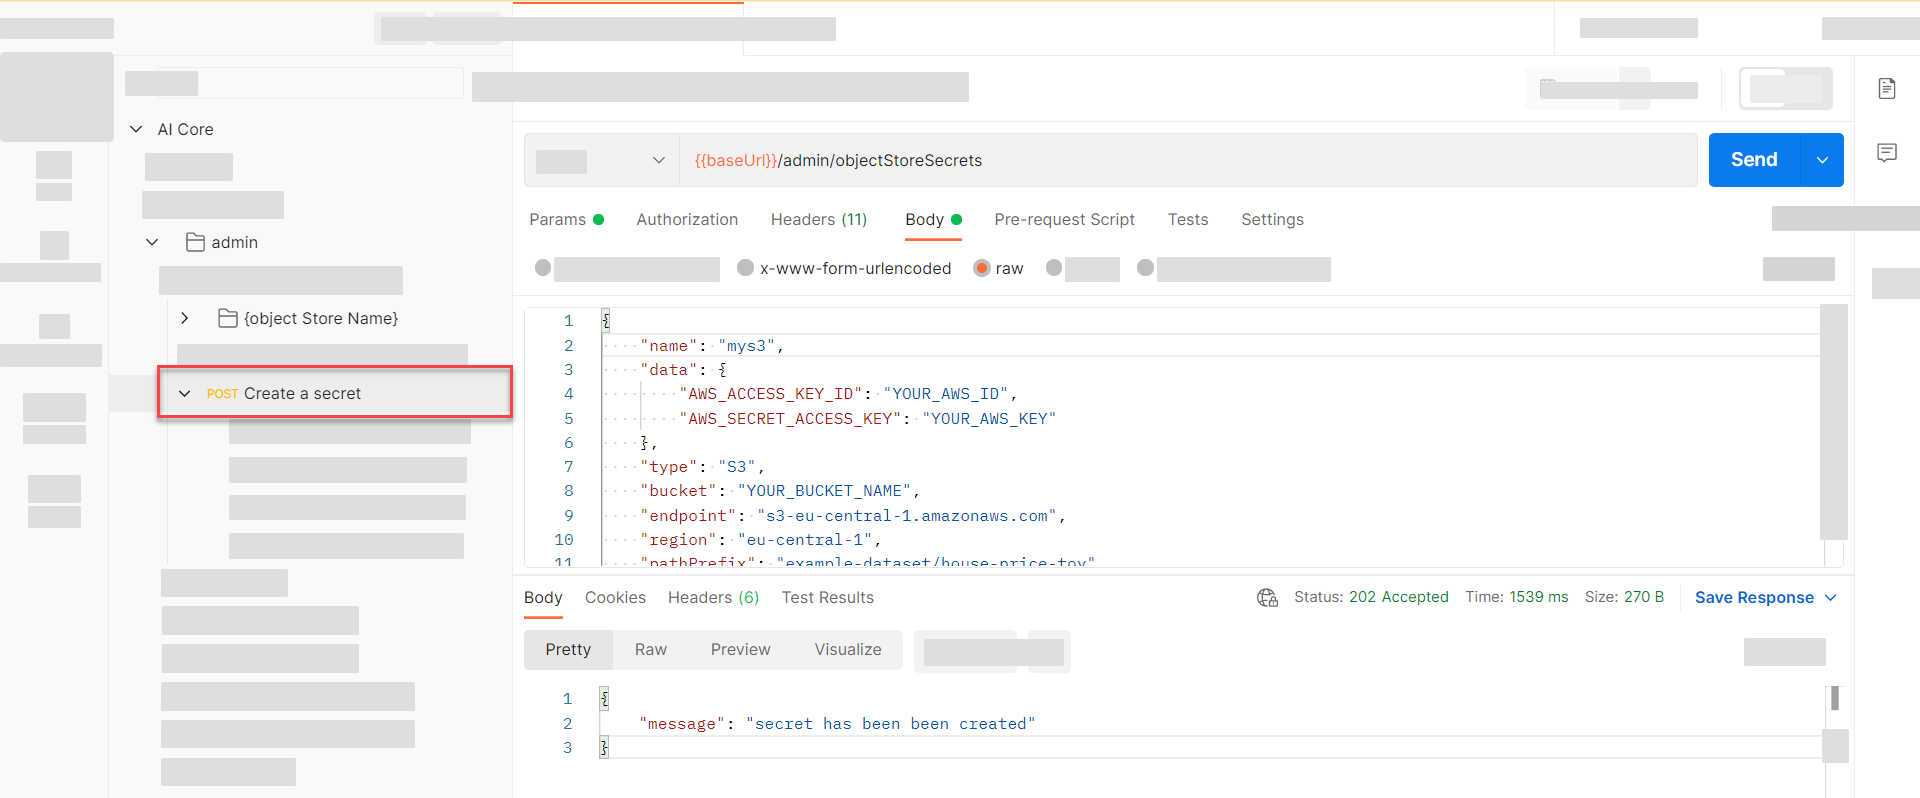 AI Core
admin
{object Store Name}
POST Create a secret
{{baseUrl}}/admin/objectStoreSecrets
Send
Params
Authorization
Headers (11)
Body
Pre-request Script
Tests
Settings
x-www-form-urlencoded
raw
1 {
2 "name": "mys3",
3 "data": {
4 "AWS_ACCESS_KEY_ID": "YOUR_AWS_ID",
5 "AWS_SECRET_ACCESS_KEY": "YOUR_AWS_KEY"
6 },
7 "type": "S3",
8 "bucket": "YOUR_BUCKET_NAME",
9 "endpoint": "s3-eu-central-1.amazonaws.com",
10 "region": "eu-central-1",
11 "pathPrefix": "example-dataset/house-price-toy"
Body
Cookies
Headers (6)
Test Results
Status: 202 Accepted
Time: 1539 ms
Size: 270 B
Save Response
Pretty
Raw
Preview
Visualize
1 {
2 "message": "secret has been been created"
3 }